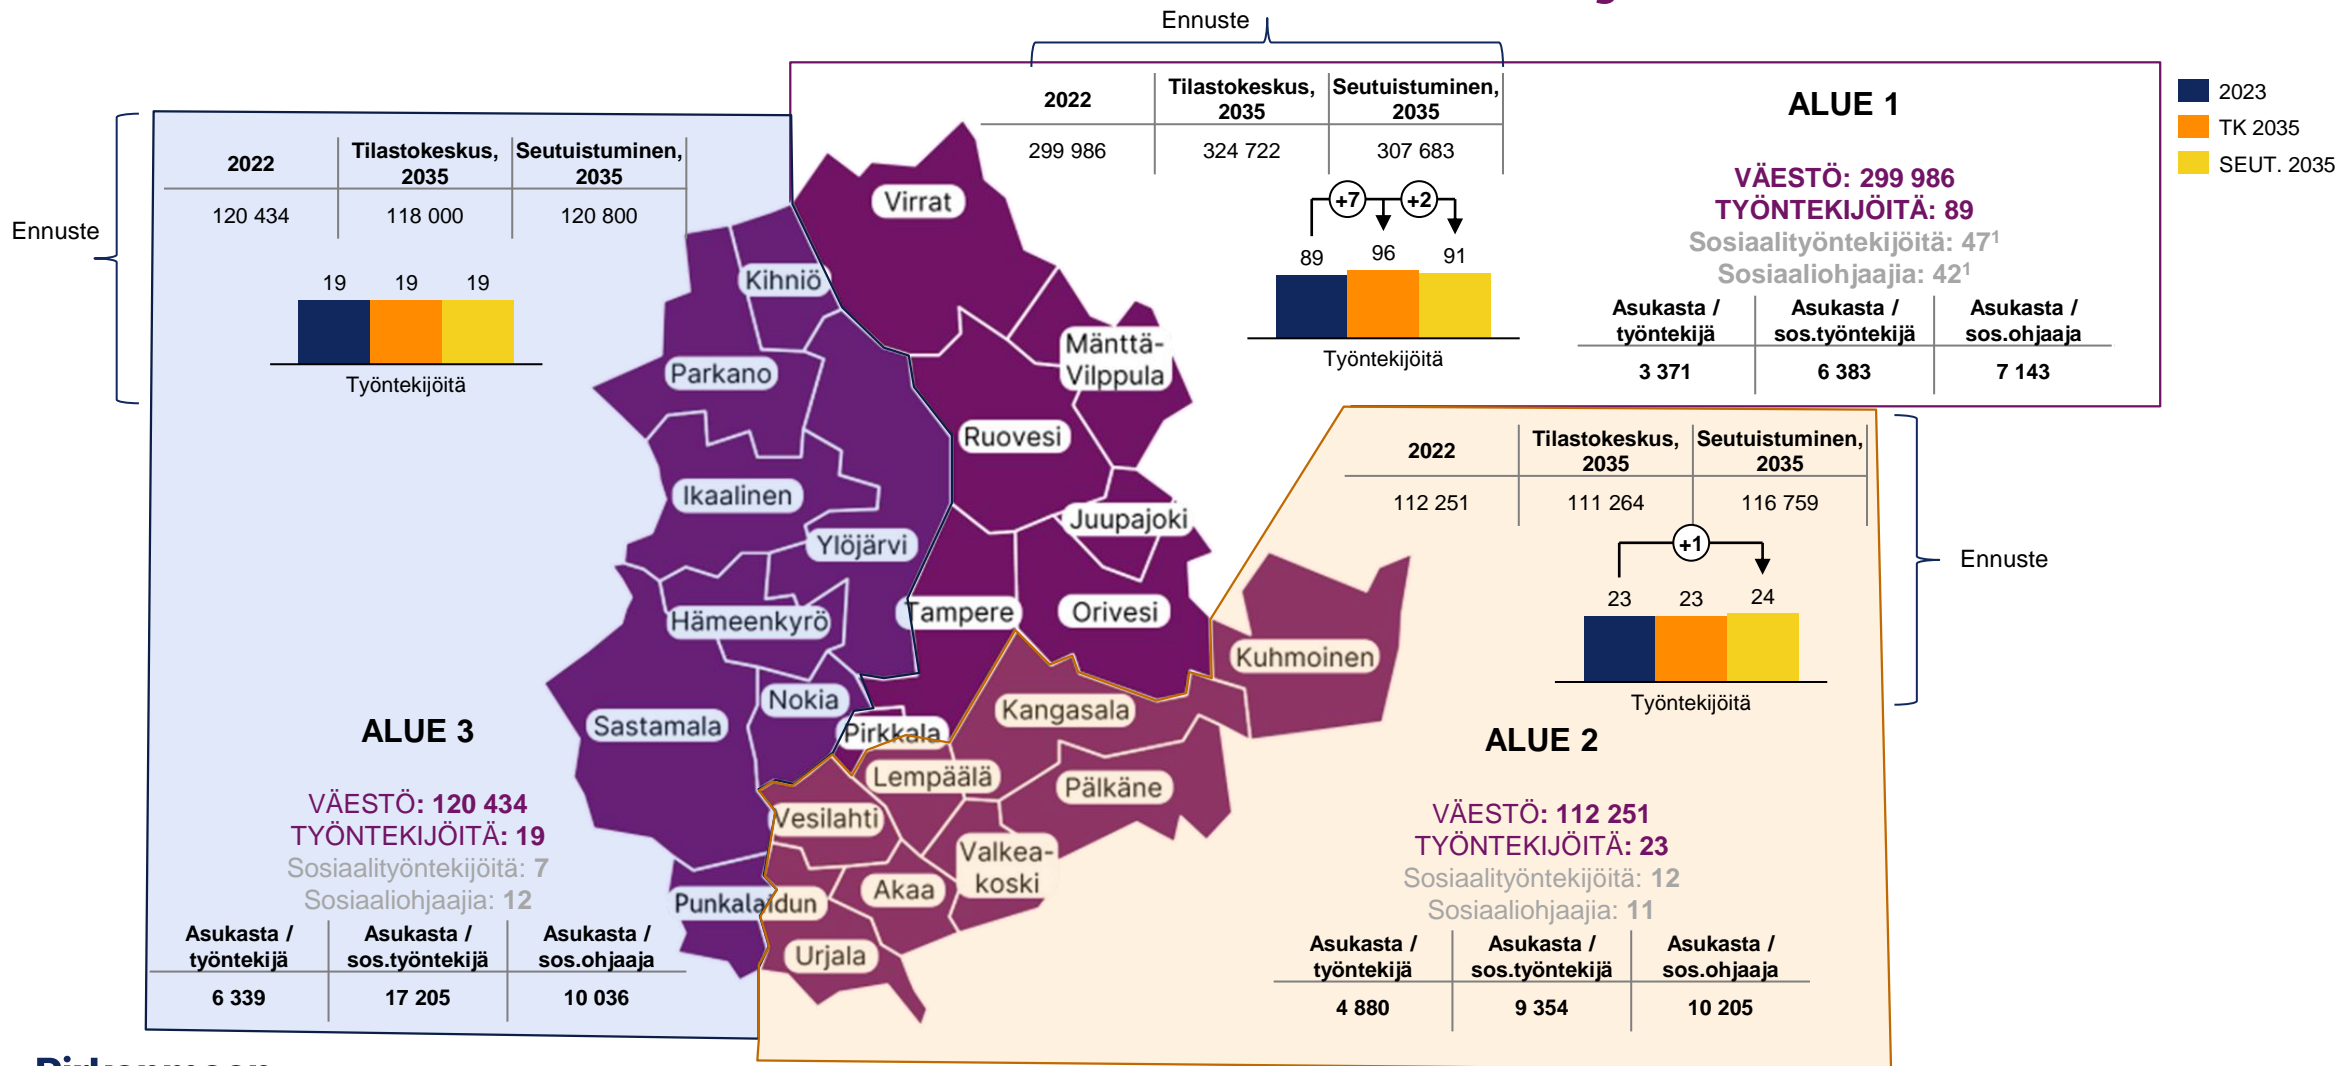 Ennuste
2022
Tilastokeskus, 2035
Seutuistuminen, 2035
299 986
324 722
307 683
+7
+2
89
96
91
Työntekijöitä
ALUE 1
VÄESTÖ: 299 986
TYÖNTEKIJÖITÄ: 89
Sosiaalityöntekijöitä: 47¹
Sosiaaliohjaajia: 42¹
Asukasta / työntekijä
Asukasta / sos.työntekijä
Asukasta / sos.ohjaaja
3 371
6 383
7 143
2023
TK 2035
SEUT. 2035
Ennuste
2022
Tilastokeskus, 2035
Seutuistuminen, 2035
120 434
118 000
120 800
19
19
19
Työntekijöitä
ALUE 3
VÄESTÖ: 120 434
TYÖNTEKIJÖITÄ: 19
Sosiaalityöntekijöitä: 7
Sosiaaliohjaajia: 12
Asukasta / työntekijä
Asukasta / sos.työntekijä
Asukasta / sos.ohjaaja
6 339
17 205
10 036
Virrat
Kihniö
Mänttä-
Vilppula
Parkano
Ruovesi
Ikaalinen
Juupajoki
Ylöjärvi
Tampere
Orivesi
Hämeenkyrö
Kuhmoinen
Nokia
Kangasala
Sastamala
Pirkkala
Lempäälä
Pälkäne
Vesilahti
Valkea-
koski
Akaa
Punkalaidun
Urjala
2022
Tilastokeskus, 2035
Seutuistuminen, 2035
112 251
111 264
116 759
+1
23
23
24
Työntekijöitä
Ennuste
ALUE 2
VÄESTÖ: 112 251
TYÖNTEKIJÖITÄ: 23
Sosiaalityöntekijöitä: 12
Sosiaaliohjaajia: 11
Asukasta / työntekijä
Asukasta / sos.työntekijä
Asukasta / sos.ohjaaja
4 880
9 354
10 205